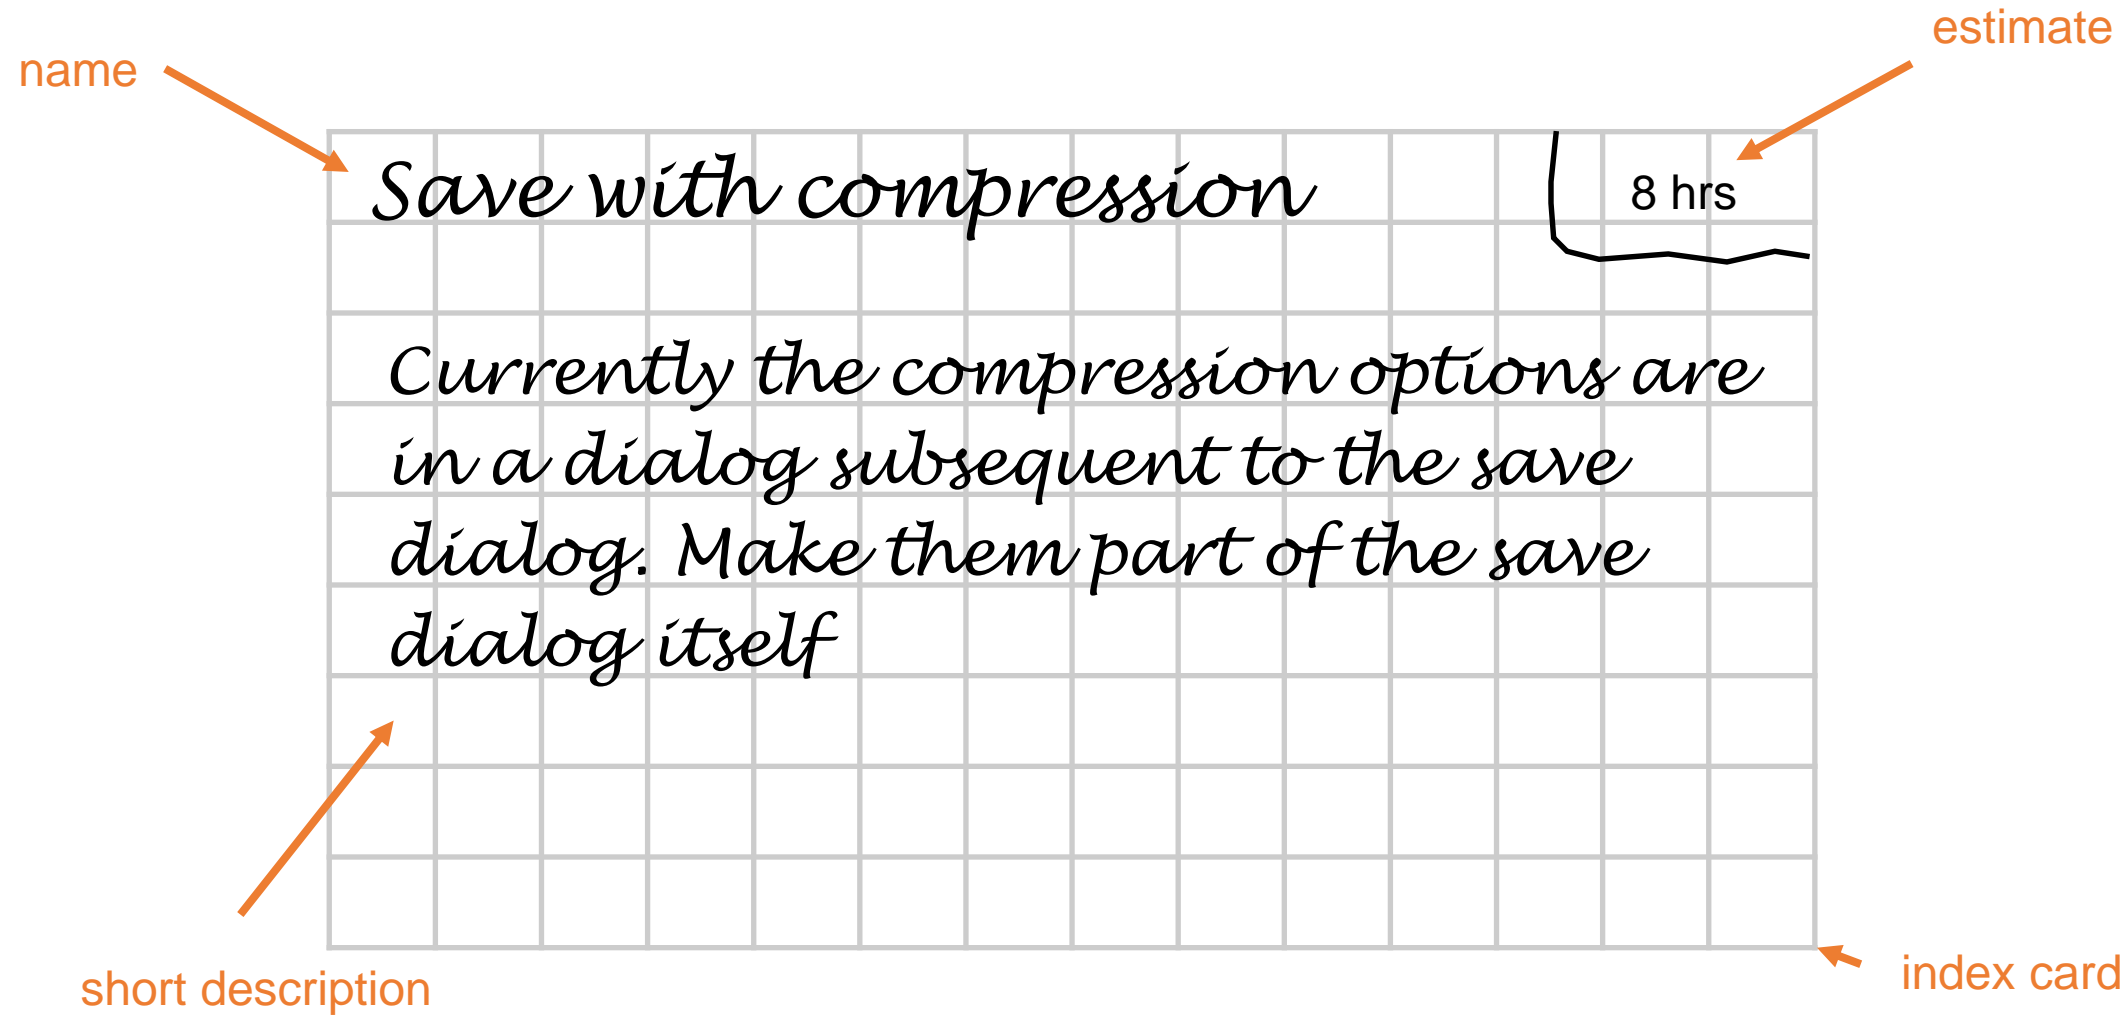 estimate
name
Save with compression
8 hrs
Currently the compression options are
in a dialog subsequent to the save
dialog. Make them part of the save
dialog itself
short description
index card